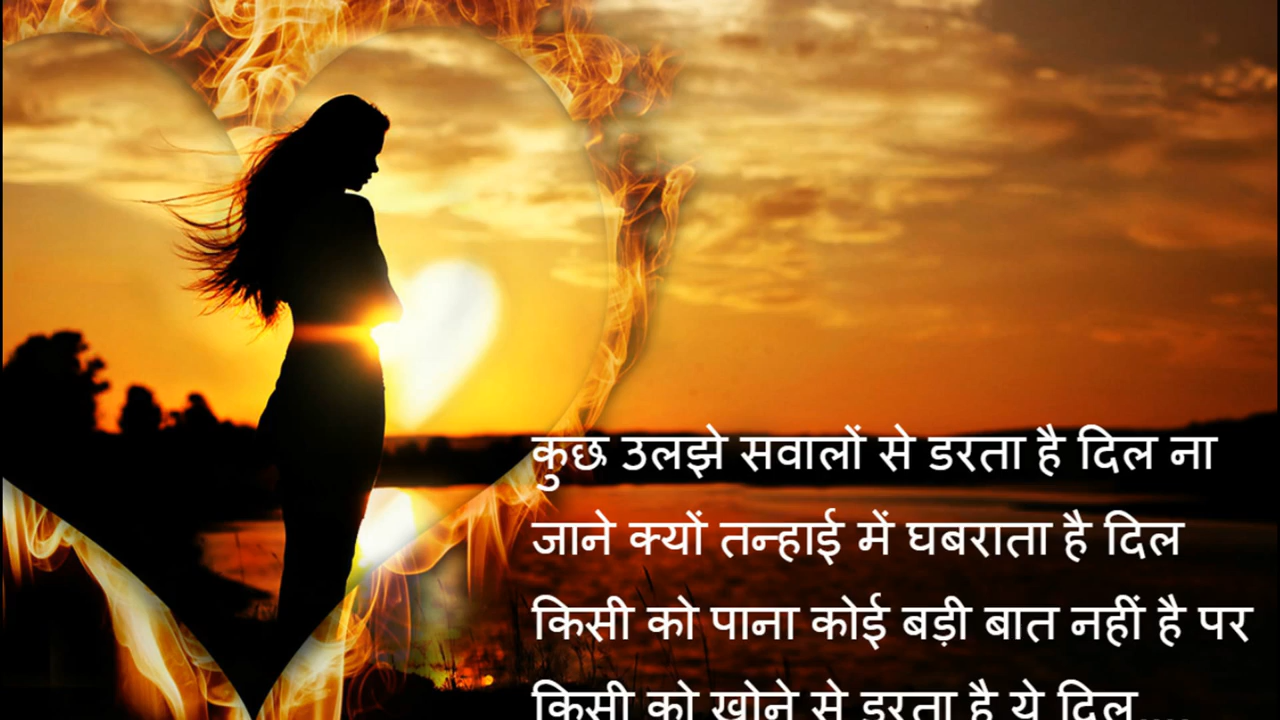 कुछ उलझे सवालों से डरता है दिल ना
जाने क्यों तन्हाई में घबराता है दिल
किसी को पाना कोई बड़ी बात नहीं है पर
किसी को खोने से डरता है ये दिल....